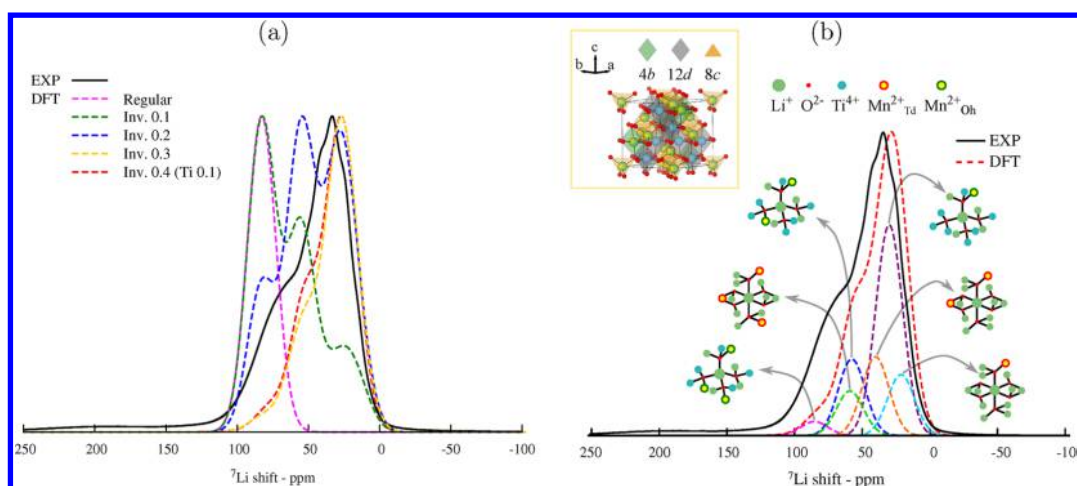 (a)
EXP
DFT
Regular
Inv. 0.1
Inv. 0.2
Inv. 0.3
Inv. 0.4 (Ti 0.1)
250 200 150 100 50 0 -50 -100
⁷Li shift - ppm
(b)
c
b a
4b 12d 8c
Li⁺ O²⁻ Ti⁴⁺ Mn²⁺Td Mn²⁺Oh
EXP
DFT
250 200 150 100 50 0 -50 -100
⁷Li shift - ppm